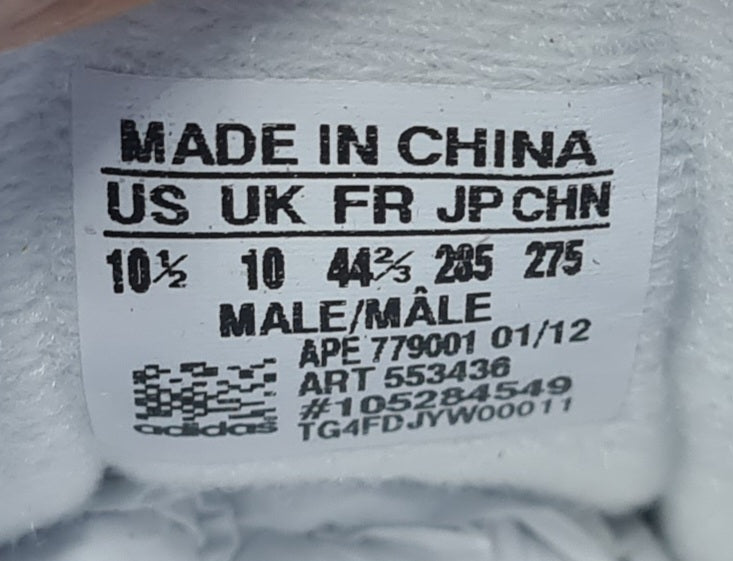 MADE IN CHINA
US UK FR JP CHN
10½ 10 44⅔ 285 275
MALE/MÂLE
APE 779001 01/12
ART 553436
#105284549
TG4FDJYW00011
adidas